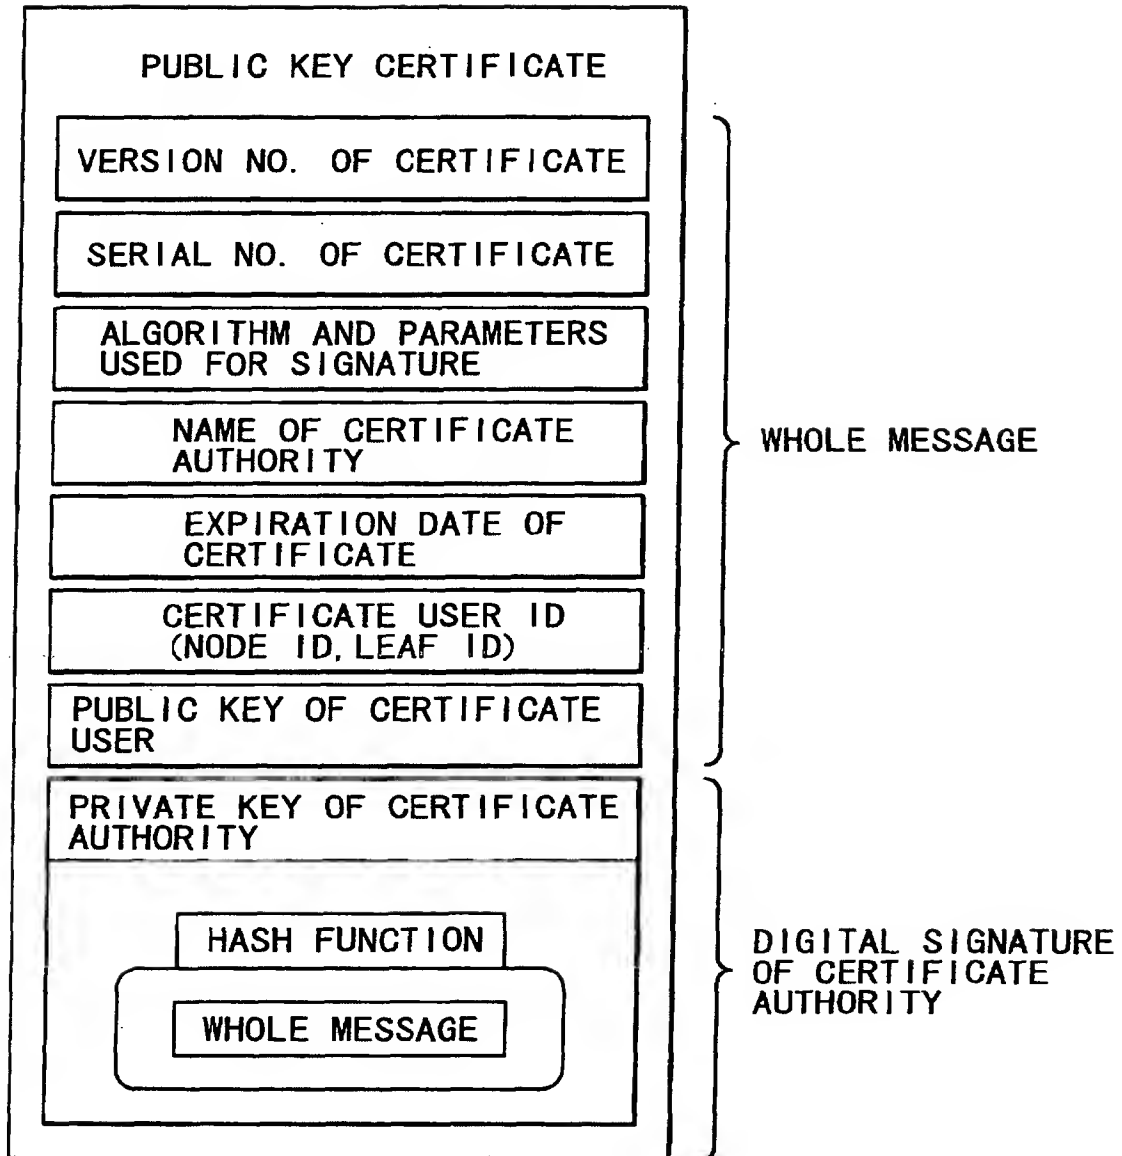 PUBLIC KEY CERTIFICATE
VERSION NO. OF CERTIFICATE
SERIAL NO. OF CERTIFICATE
ALGORITHM AND PARAMETERS
USED FOR SIGNATURE
NAME OF CERTIFICATE
AUTHORITY
EXPIRATION DATE OF
CERTIFICATE
CERTIFICATE USER ID
(NODE ID, LEAF ID)
PUBLIC KEY OF CERTIFICATE
USER
WHOLE MESSAGE
PRIVATE KEY OF CERTIFICATE
AUTHORITY
HASH FUNCTION
WHOLE MESSAGE
DIGITAL SIGNATURE
OF CERTIFICATE
AUTHORITY